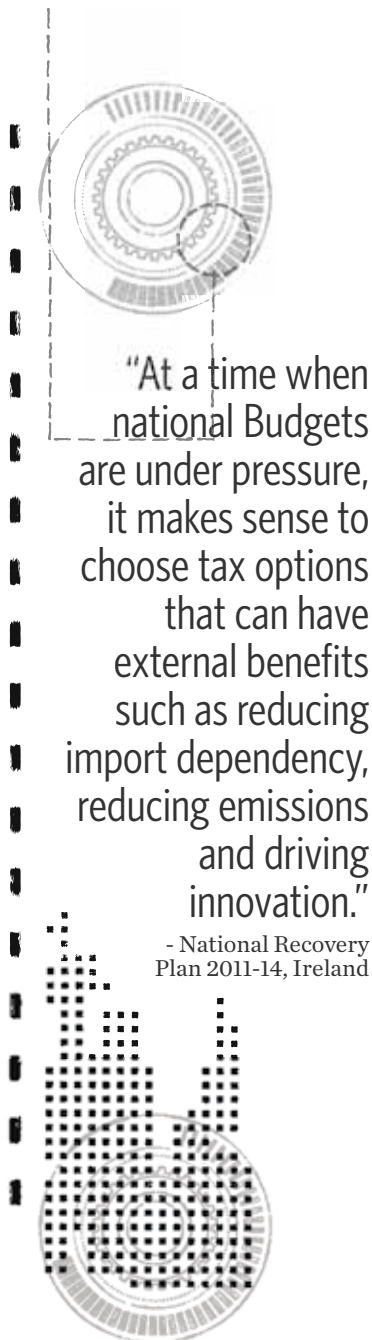 “At a time when
national Budgets
are under pressure,
it makes sense to
choose tax options
that can have
external benefits
such as reducing
import dependency,
reducing emissions
and driving
innovation.”
- National Recovery
Plan 2011-14, Ireland